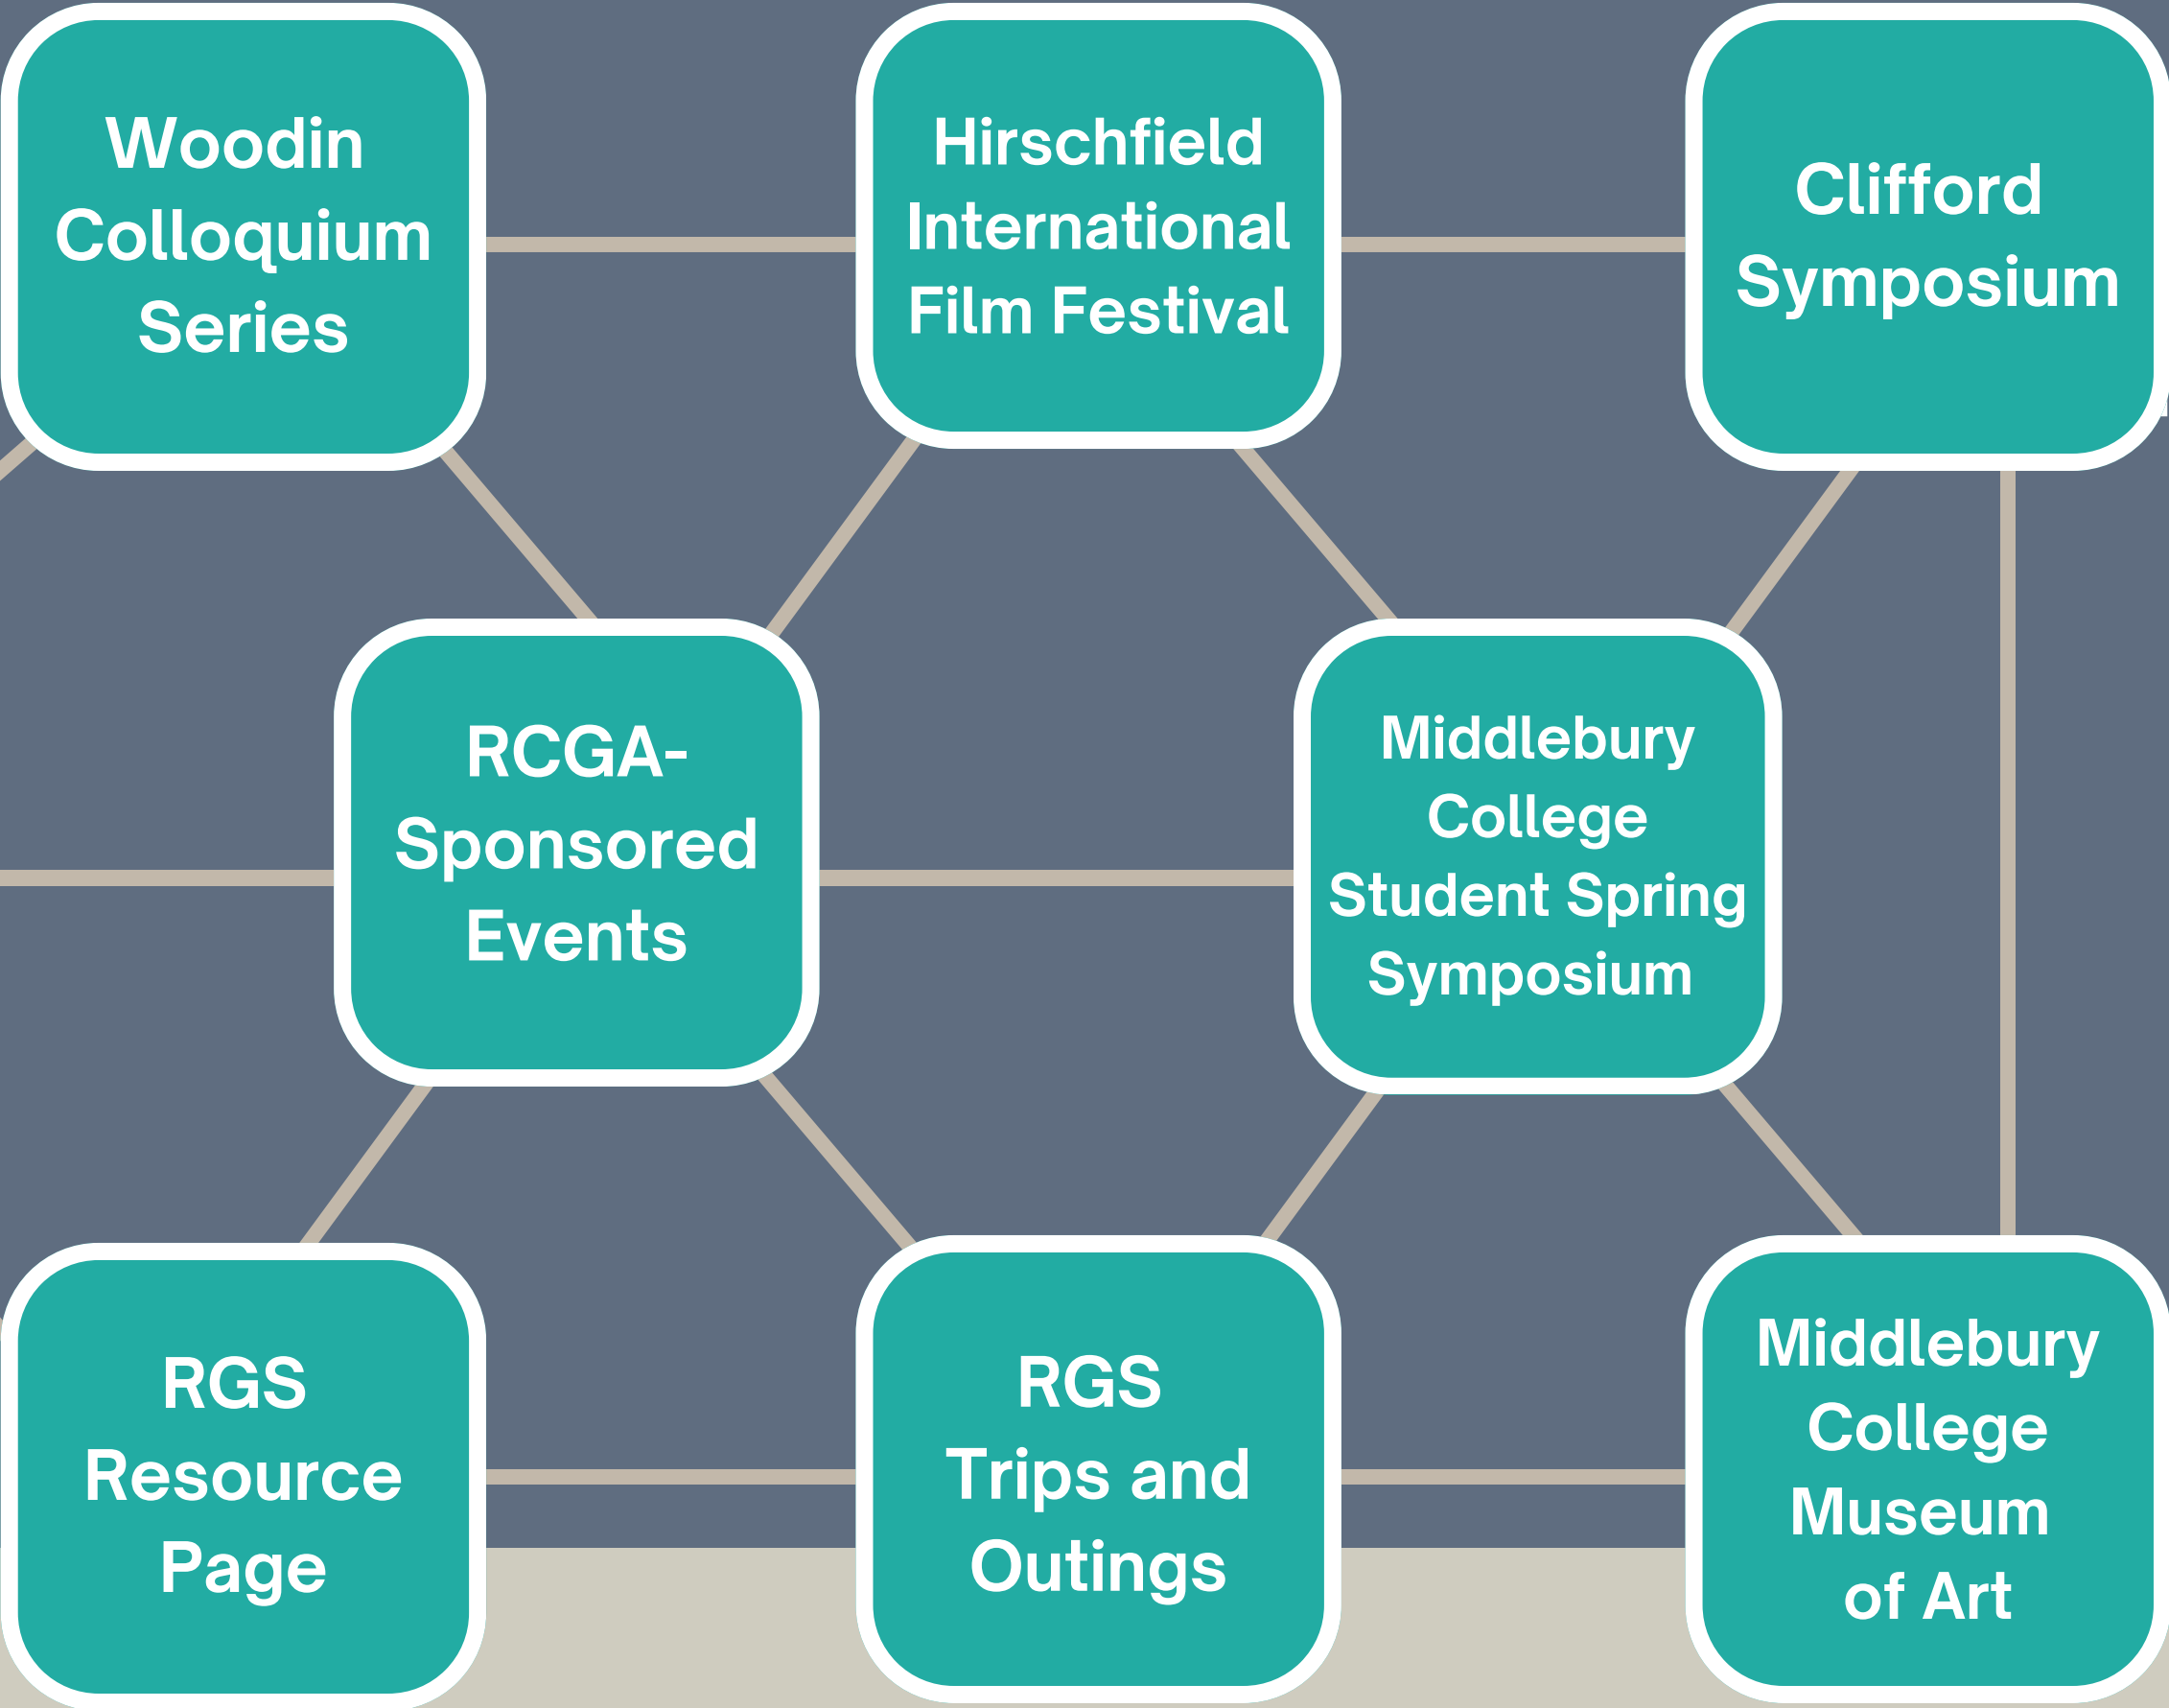 Woodin
Colloquium
Series
Hirschfield
International
Film Festival
Clifford
Symposium
RCGA-
Sponsored
Events
Middlebury
College
Student Spring
Symposium
RGS
Resource
Page
RGS
Trips and
Outings
Middlebury
College
Museum
of Art